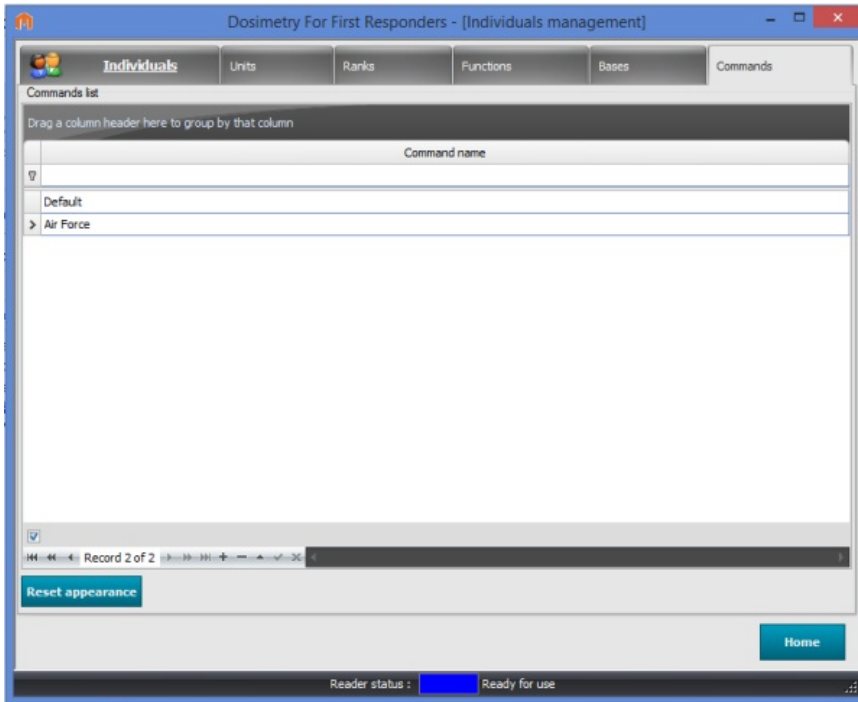 Dosimetry For First Responders - [Individuals management]
Individuals Units Ranks Functions Bases Commands
Commands list
Drag a column header here to group by that column
Command name
Default
Air Force
Record 2 of 2
Reset appearance
Home
Reader status : Ready for use